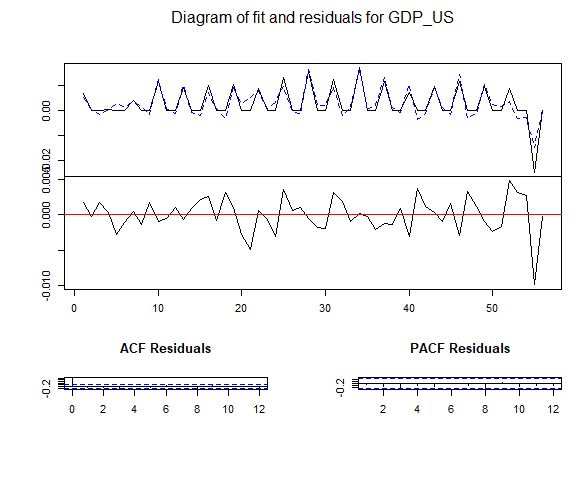 Diagram of fit and residuals for GDP_US
0.00
-0.02
0.005
0.000
-0.010
0 10 20 30 40 50
ACF Residuals PACF Residuals
-0.2 -0.2
0 2 4 6 8 10 12 2 4 6 8 10 12